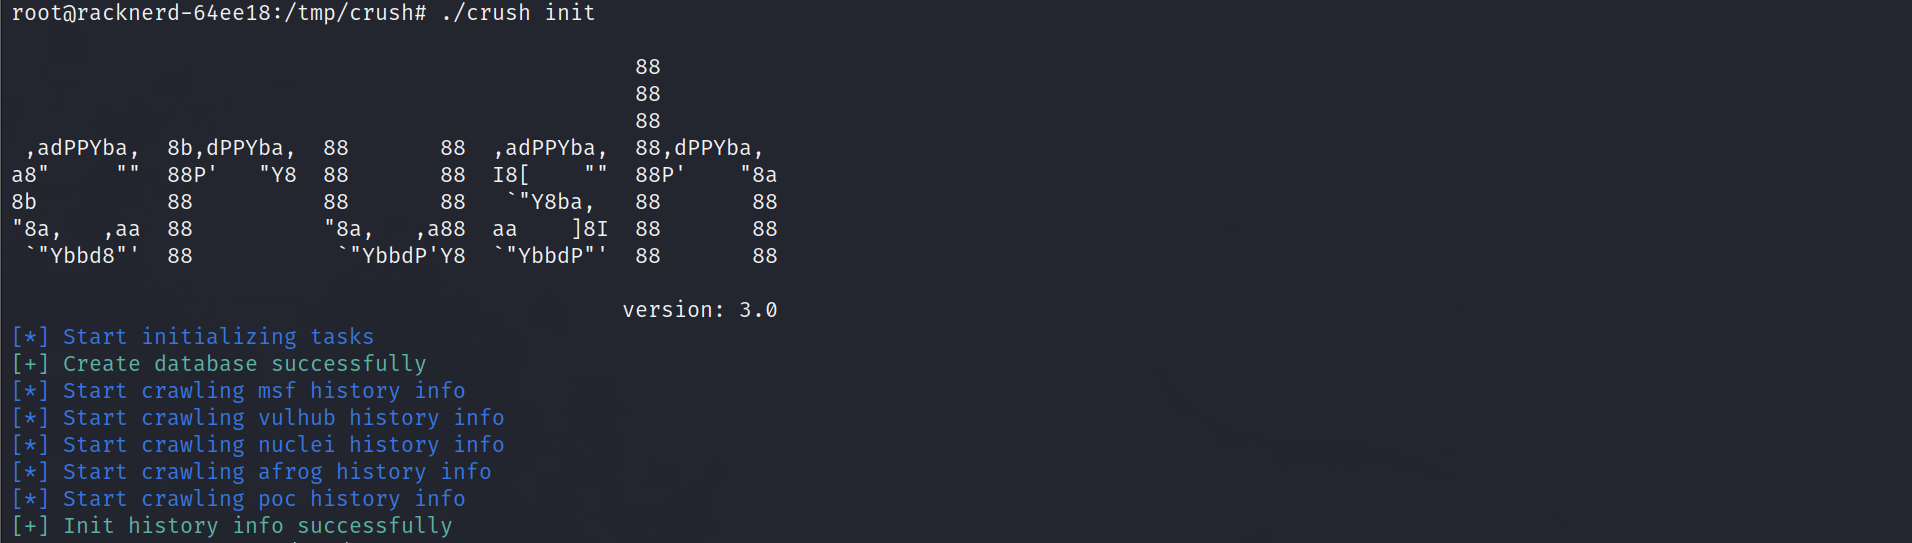 root@racknerd-64ee18:/tmp/crush# ./crush init
                                                88
                                                88
                                                88
 ,adPPYba,  8b,dPPYba,  88       88  ,adPPYba,  88,dPPYba,
a8"     ""  88P'   "Y8  88       88  I8[    ""  88P'    "8a
8b          88          88       88   `"Y8ba,   88       88
"8a,   ,aa  88          "8a,   ,a88  aa    ]8I  88       88
 `"Ybbd8"'  88           `"YbbdP'Y8  `"YbbdP"'  88       88
                                               version: 3.0
[*] Start initializing tasks
[+] Create database successfully
[*] Start crawling msf history info
[*] Start crawling vulhub history info
[*] Start crawling nuclei history info
[*] Start crawling afrog history info
[*] Start crawling poc history info
[+] Init history info successfully